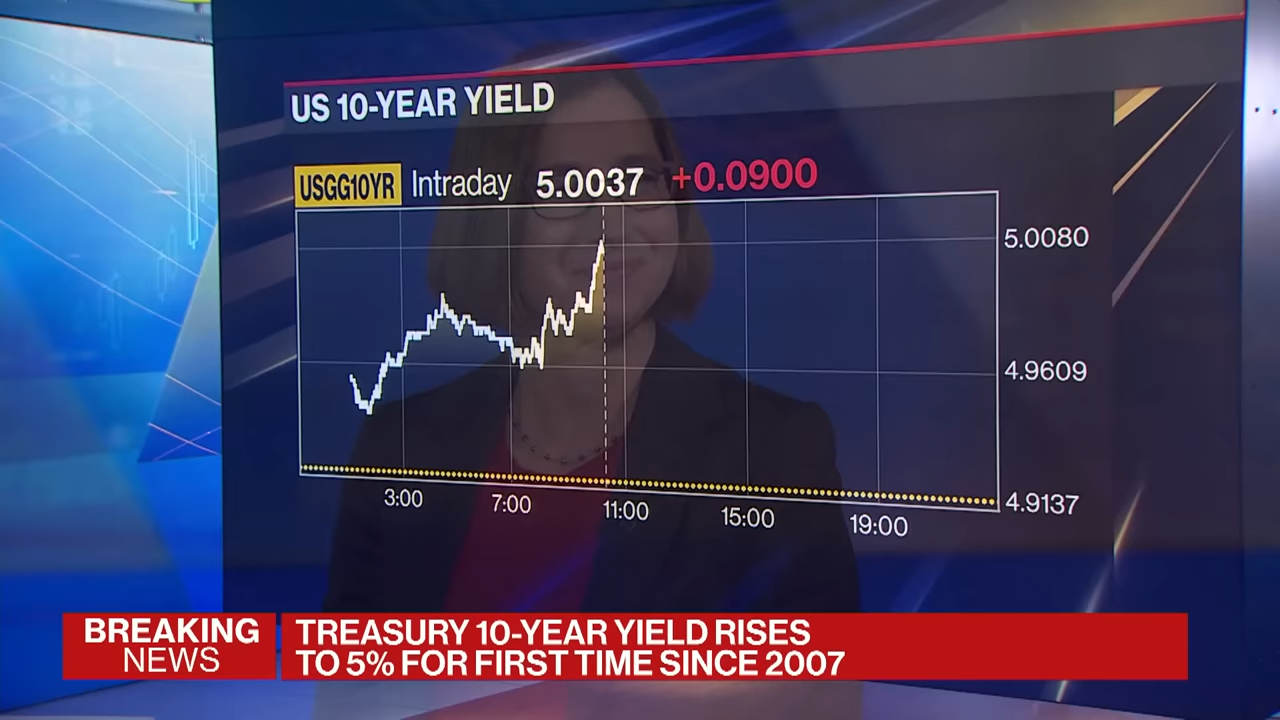 US 10-YEAR YIELD
USGG10YR Intraday 5.0037 +0.0900
5.0080
4.9609
4.9137
3:00 7:00 11:00 15:00 19:00
BREAKING NEWS
TREASURY 10-YEAR YIELD RISES
TO 5% FOR FIRST TIME SINCE 2007